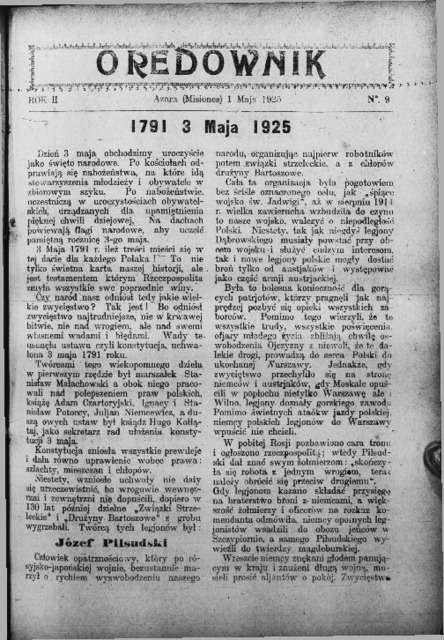 OREDOWNIK
ROK II Azara (Misiones) 1 Maja 1925 Nº. 9
1791 3 Maja 1925
Dzień 3 maja obchodzimy uroczyście
jako święto narodowe. Po kościołach od-
prawiają się nabożeństwa, na które idą
stowarzyszenia młodzieży i obywatele w
zbiorowym szyku. Po nabożeństwie,
uczestniczą w uroczystościach obywatel-
skich, urządzanych dla upamiętnienia
pięknej chwili dziejowej. Na dachach
powiewają flagi narodowe, aby uczcić
pamiętną rocznicę 3-go maja.
3 Maja 1791 r. ileż treści mieści się w
tej dacie dla każdego Polaka! To nie
tylko świetna karta naszej historji, ale
jest testamentem którym Rzeczpospolita
zmyła wszystkie swe poprzednie winy.
Czy naród nasz odniósł tedy jakie wiel-
kie zwycięstwo? Tak jest! Bo odniósł
zwycięstwo najtrudniejsze, nie w krwawej
bitwie, nie nad wrogiem, ale nad swemi
własnemi wadami i błędami. Wady te
usunęła ustawa czyli konstytucja, uchwa-
lona 3 maja 1791 roku.
Twórcami tego wiekopomnego dzieła
w pierwszym rzędzie był marszałek Sta-
nisław Małachowski a obok niego praco-
wali nad polepszeniem praw polskich,
książę Adam Czartoryjski, Ignacy i Sta-
nisław Potoccy, Juljan Niemcewicz, a du-
szą owych ustaw był ksiądz Hugo Kołłą-
taj, jako sekretarz rad ułożenia konsty-
tucji 3 maja.
Konstytucja zniosła wszystkie przywileje
i dała równo uprawienie wobec prawa:
szlachty, mieszczan i chłopów.
Niestety, wzniosłe uchwały nie dały
się urzeczywistnić, bo wrogowie wewnę-
trzni i zewnętrzni nie dopuścili, dopiero w
130 lat później dzielne „Związki Strze-
leckie" i „Drużyny Bartoszowe" z grobu
wygrzebali. Twórcą tych legjonów był:
Józef Piłsudski
Człowiek opatrznościowy, który po ro-
syjsko-japońskiej wojnie, bezustannie ma-
rzył o rychłem wyswobodzeniu naszego
narodu, organizując najpierw robotników
potem związki strzeleckie, a z chłopów
drużyny Bartoszowe.
Cała ta organizacja była pogotowiem
bez ściśle oznaczonego celu, jak „śpiące
wojsko św. Jadwigi", aż w sierpniu 1914
r. wielka zawierucha wzbudziła do czynu
to nasze wojsko, walczyć o niepodległość
Polski. Niestety, tak jak niegdyś legjony
Dąbrowskiego musiały powstać przy ob-
cem wojsku i służyć cudzym interesom,
tak i nowe legjony polskie mogły dostać
broń tylko od austjaków i występowne
jako część armji austrjackiej.
Była to bolesna konieczność dla gorą-
cych patrjotów, którzy pragnęli jak naj-
prędzej pozbyć się opieki wszystkich za-
borców. Pomimo tego wierzyli, że te
wszystkie trudy, wszystkie poświęcenia,
ofiary młodego życia zbliżają chwilę os-
wobodzenia Ojczyzny a niewoli, że te da-
lekie drogi, prowadzą do serca Polski do
ukochanej Warszawy. Jednakże, gdy
zwycięstwo przechyliło się na stronę
niemców i austrjaków, gdy Moskale opuś-
cili w popłochu nietylko Warszawę ale i
Wilno, legjony doznały gorzkiego zawodu.
Pomimo świetnych ataków jazdy polskiej,
niemcy polskich legjonów do Warszawy
wpuścić nie chcieli.
W pobitej Rosji pozbawiono cara tronu
i ogłoszono rzeczpospolitą; wtedy Piłsud-
ski dał znać swym żołnierzom: „skończy-
ła się robota z jednym wrogiem, teraz
należy obrócić się przeciw drugiemu".
Gdy legjonom kazano składać przysięgę
na braterstwo broni z niemcami, a więk-
szość żołnierzy i oficerów na rozkaz ko-
mendanta odmówiła, niemcy opornych leg-
jonistów wsadzili do obozu jeńców w
Szczypiornie, a samego Piłsudskiego wy-
wieźli do twierdzy magdeburskiej.
Wreszcie niemcy znękani głodem panują-
cym w kraju i znużeni długą wojną, mu-
sieli prosić aljantów o pokój. Zwycięstwo